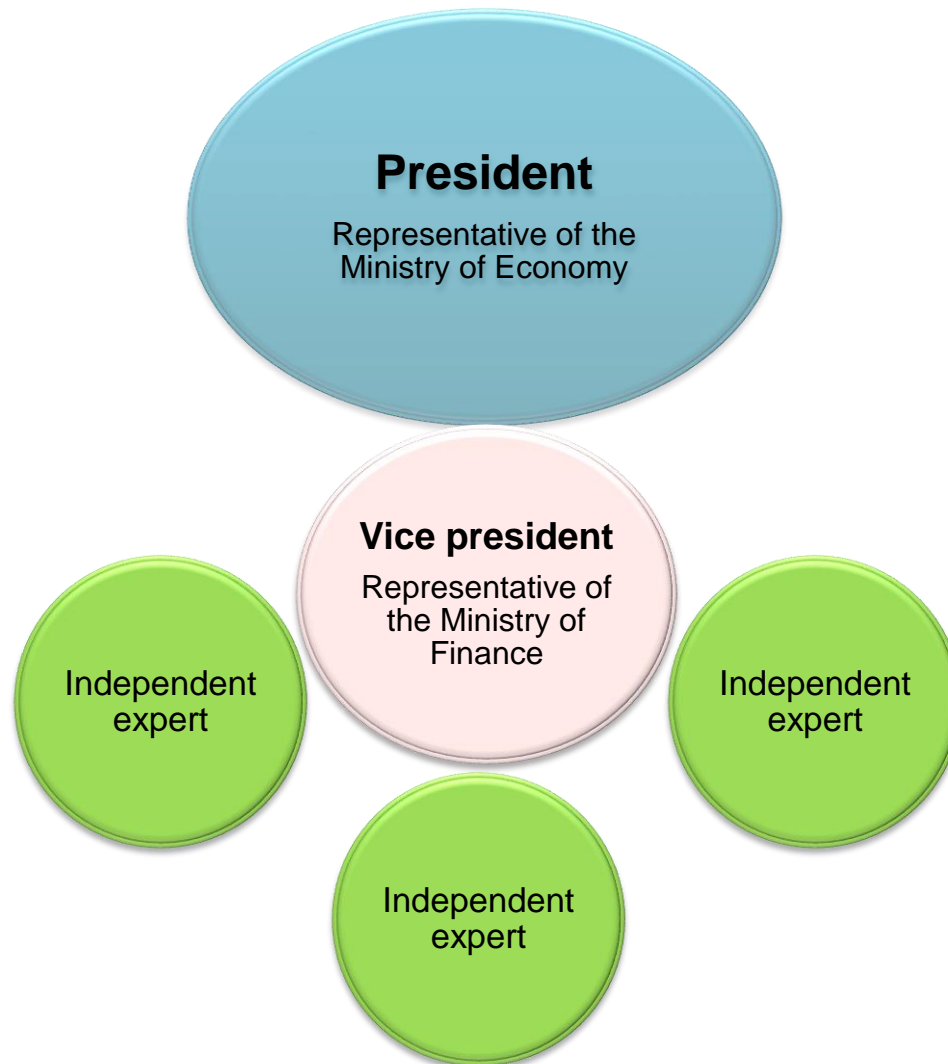 President
Representative of the
Ministry of Economy
Vice president
Representative of
the Ministry of
Finance
Independent
expert
Independent
expert
Independent
expert